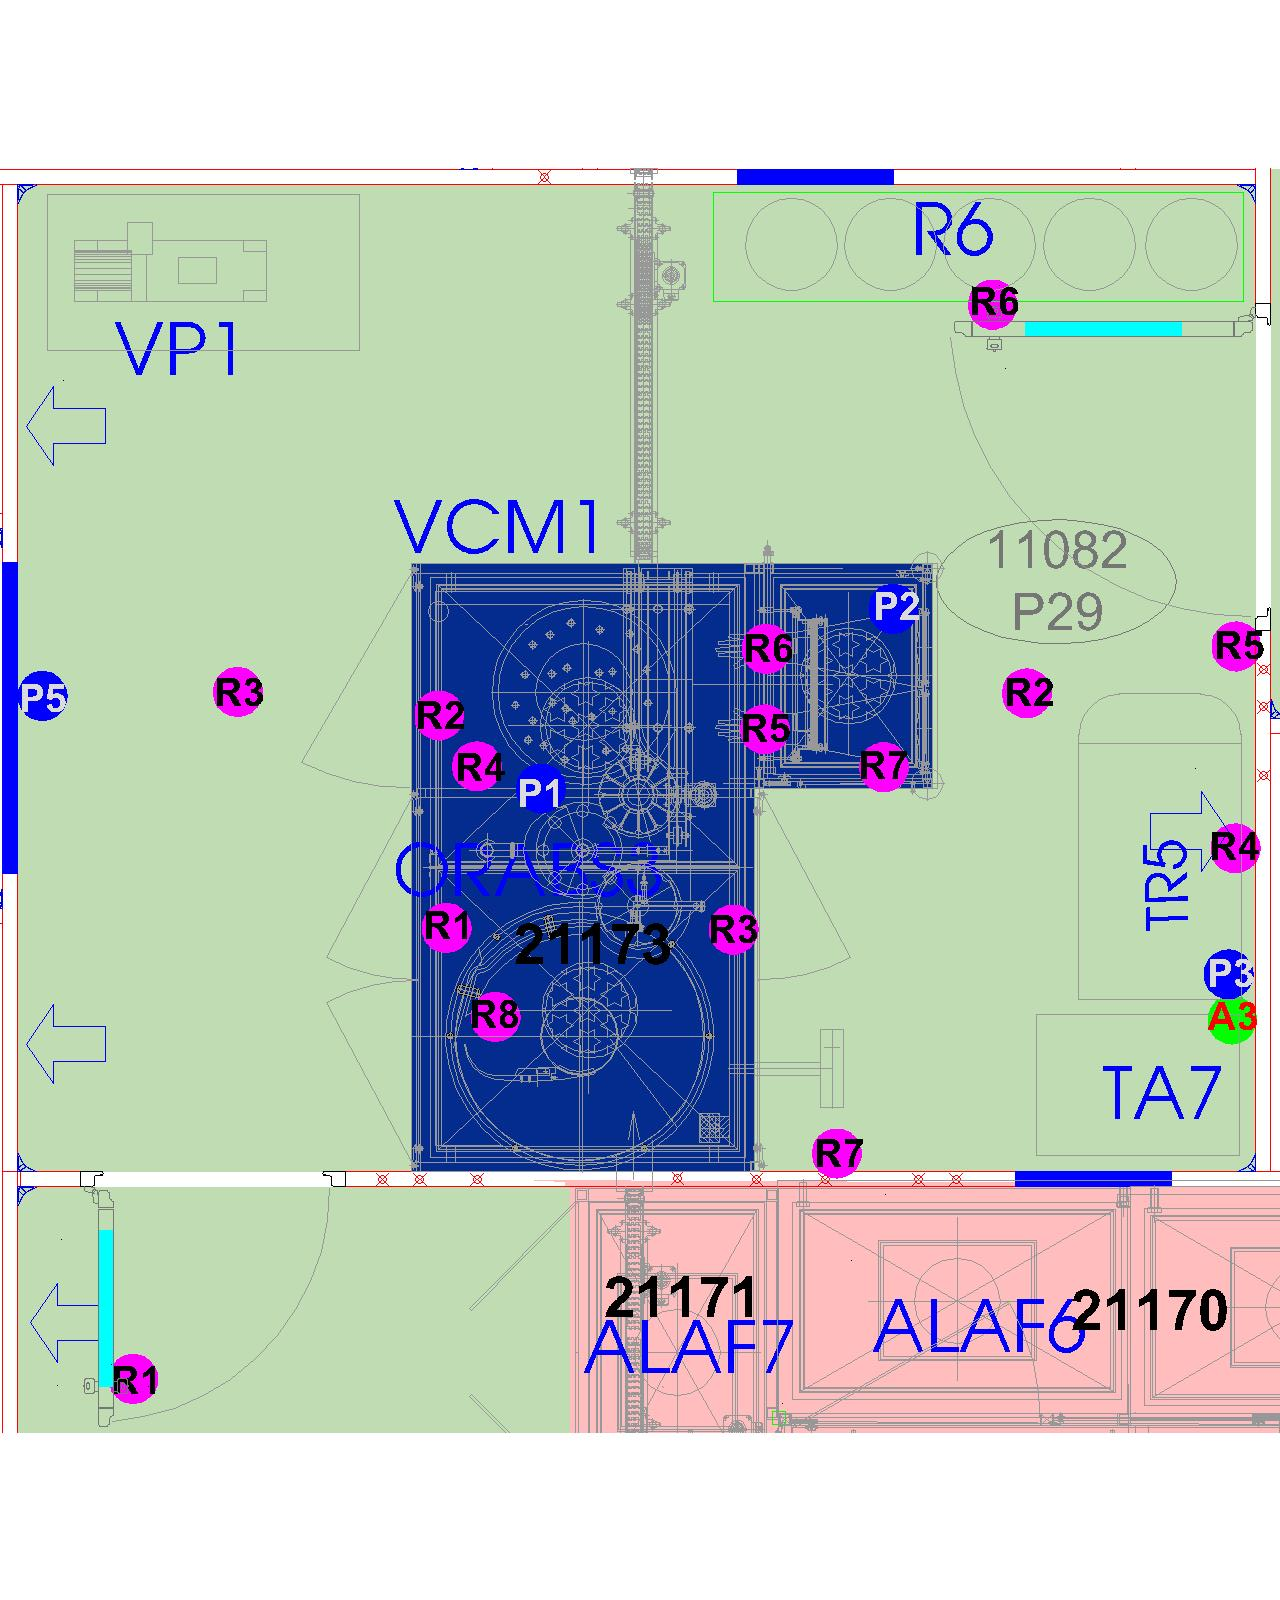 R6
R6
VP1
VCM1
11082
P29
P2
R6
R5
P5
R3
R2
R2
R4
P1
R5
R7
ORABS3
R4
TR5
R1
21173
R3
P3
R8
A3
TA7
R7
21171
ALAF7
ALAF6
21170
R1